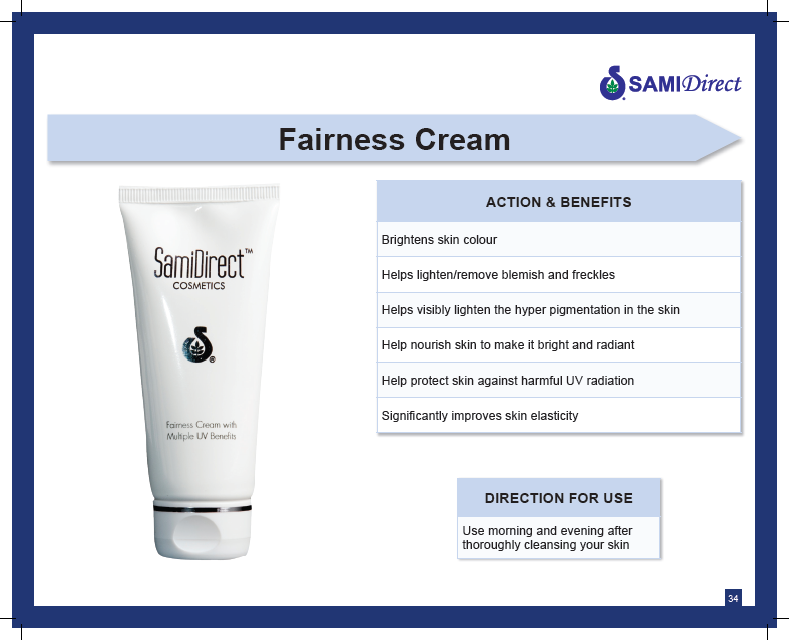 SAMIDirect
Fairness Cream
SamiDirect™
COSMETICS
®
Fairness Cream with
Multiple UV Benefits
ACTION & BENEFITS
Brightens skin colour
Helps lighten/remove blemish and freckles
Helps visibly lighten the hyper pigmentation in the skin
Help nourish skin to make it bright and radiant
Help protect skin against harmful UV radiation
Significantly improves skin elasticity
DIRECTION FOR USE
Use morning and evening after
thoroughly cleansing your skin
34